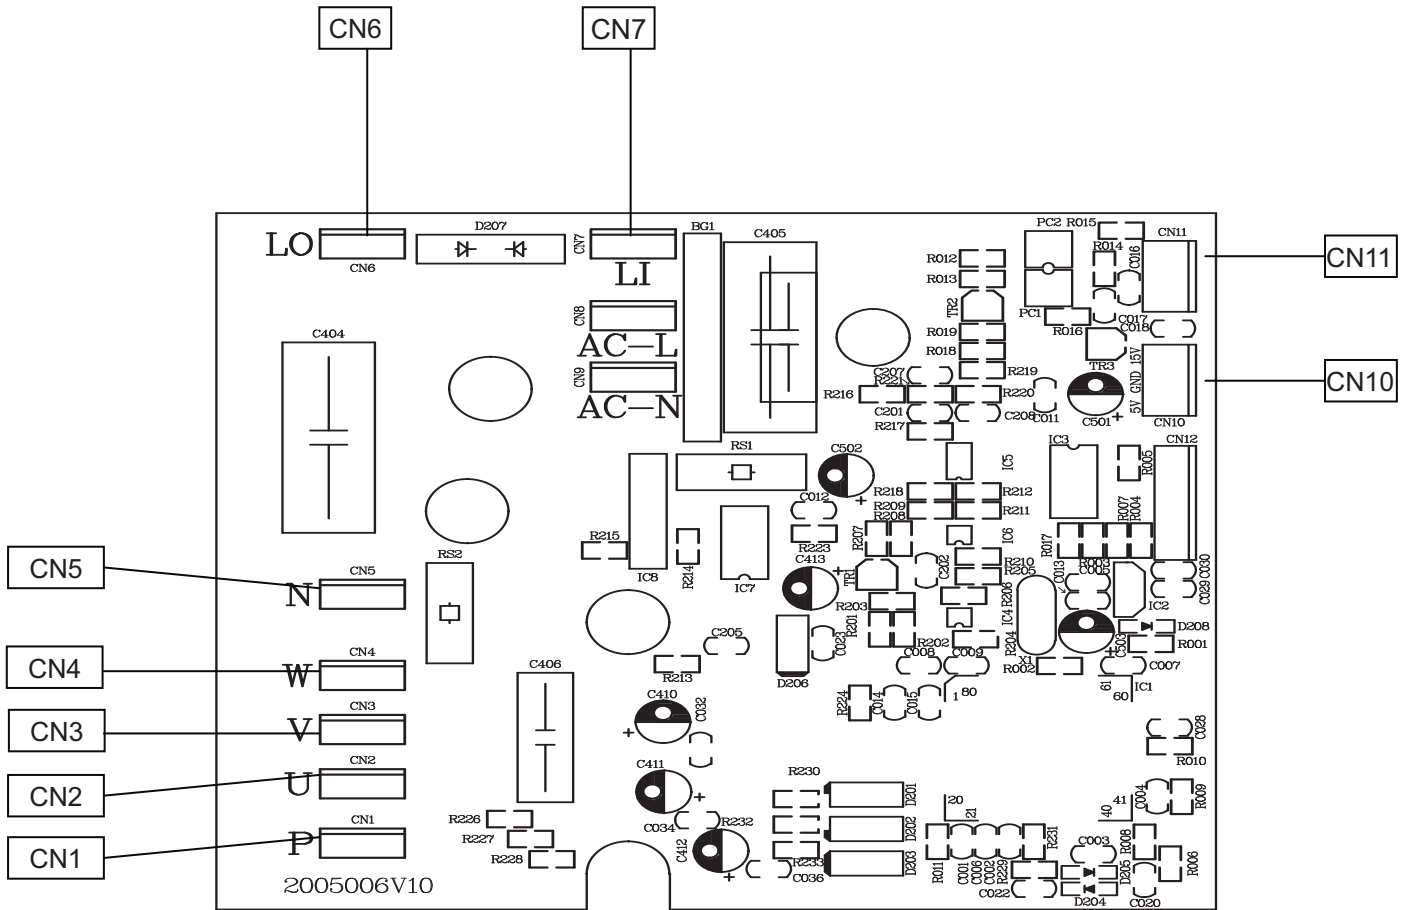 CN6
CN7
LO
CN6
D207
CN7
LI
BG1
C405
PC2
R015
CN11
R014
C016
CN11
R012
R013
TR2
PC1
R016
C017
C018
CN8
AC-L
R019
R018
TR3
15V
C404
CN9
AC-N
C207
R221
R219
R216
R220
GND
CN10
C201
C208
C011
5V
C501
+
CN10
R217
RS1
C502
+
IC5
IC3
R005
CN12
C012
R218
R212
R209
R211
R208
R007
R004
R215
R214
R223
R207
IC6
R017
CN5
RS2
IC8
IC7
C413
+
TR1
C202
R210
R205
C013
R003
C005
C030
C029
N
CN5
R203
R206
IC4
IC2
R201
R202
R204
D208
C503
+
R001
CN4
W
CN4
C205
R213
C023
D206
C008
C009
X1
R002
C007
61
60
IC1
1
80
C406
C410
+
C032
R224
C014
C015
CN3
V
CN3
C028
R010
CN2
U
CN2
C411
+
R230
D201
20
21
41
40
C004
R009
R226
C034
R232
D202
CN1
P
CN1
R227
R228
C412
+
R233
C036
D203
R011
C001
C006
C002
R229
R231
C022
C003
R008
D205
D204
R006
C020
2005006V10